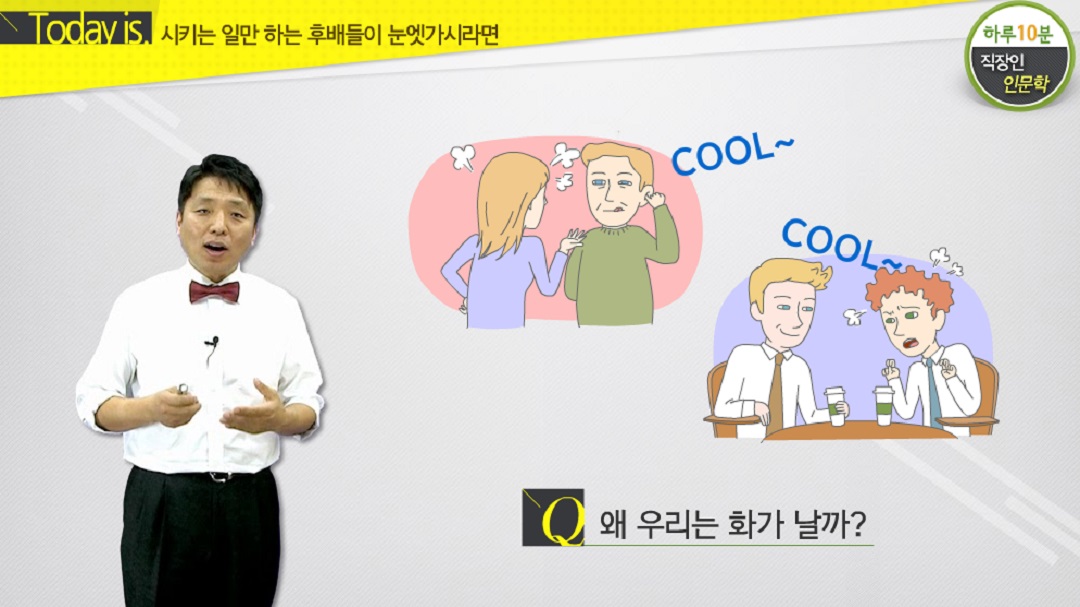 Today is. 시키는 일만 하는 후배들이 눈엣가시라면
하루10분
직장인
인문학
COOL~
COOL~
Q 왜 우리는 화가 날까?